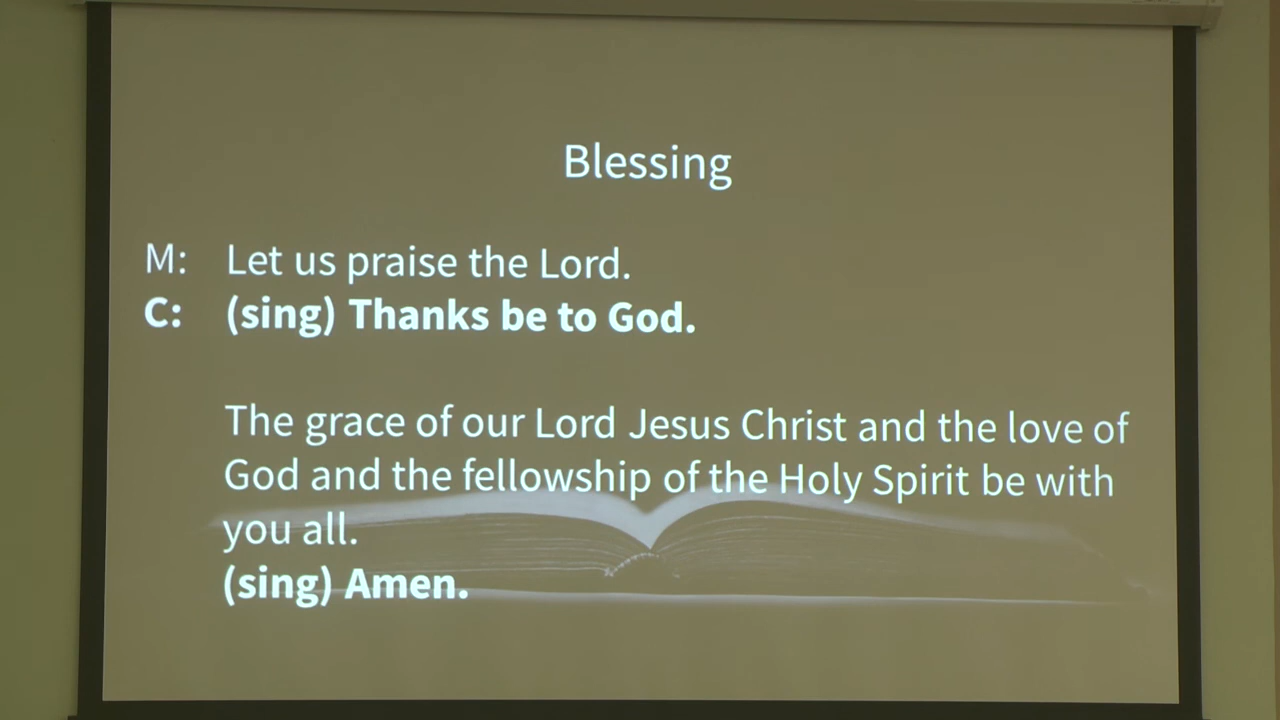 Blessing
M: Let us praise the Lord.
C: (sing) Thanks be to God.
The grace of our Lord Jesus Christ and the love of
God and the fellowship of the Holy Spirit be with
you all.
(sing) Amen.